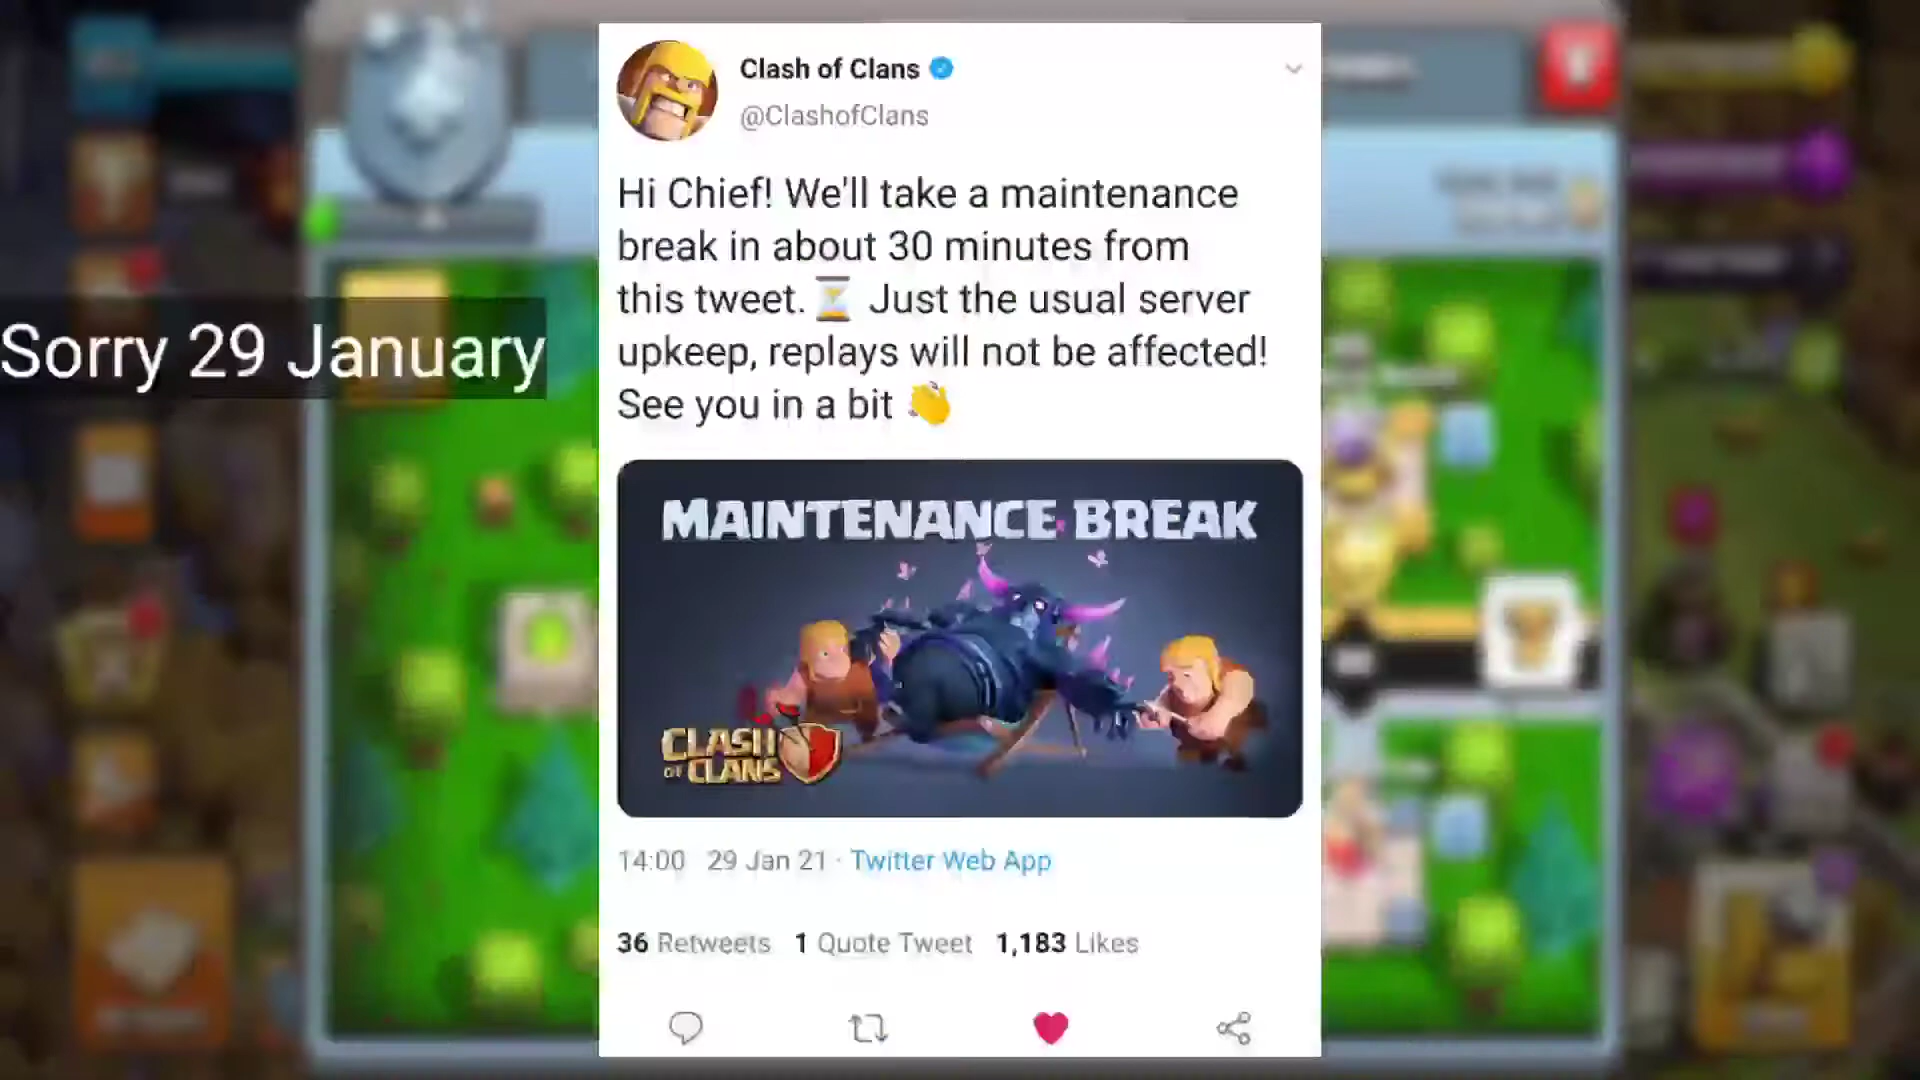 Clash of Clans
@ClashofClans
Hi Chief! We'll take a maintenance
break in about 30 minutes from
this tweet. ⏳ Just the usual server
upkeep, replays will not be affected!
See you in a bit 👋
Sorry 29 January
MAINTENANCE BREAK
CLASH
OF CLANS
14:00 29 Jan 21 · Twitter Web App
36 Retweets 1 Quote Tweet 1,183 Likes